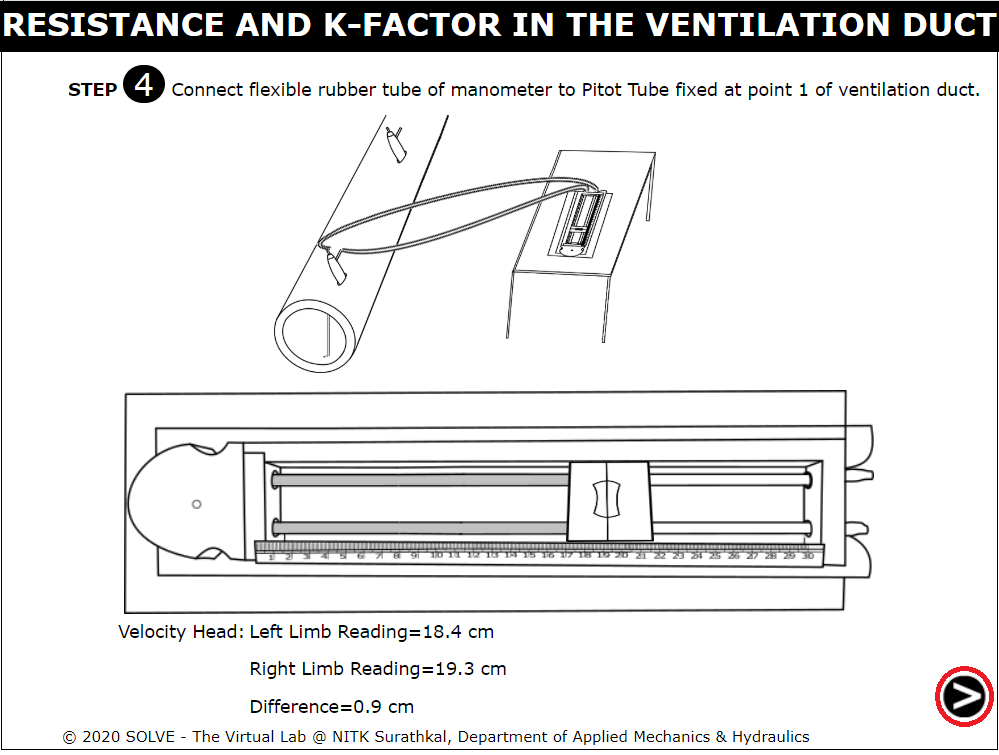 RESISTANCE AND K-FACTOR IN THE VENTILATION DUCT
STEP 4 Connect flexible rubber tube of manometer to Pitot Tube fixed at point 1 of ventilation duct.
1 2 3 4 5 6 7 8 9 10 11 12 13 14 15 16 17 18 19 20 21 22 23 24 25 26 27 28 29 30
Velocity Head: Left Limb Reading=18.4 cm
Right Limb Reading=19.3 cm
Difference=0.9 cm
© 2020 SOLVE - The Virtual Lab @ NITK Surathkal, Department of Applied Mechanics & Hydraulics